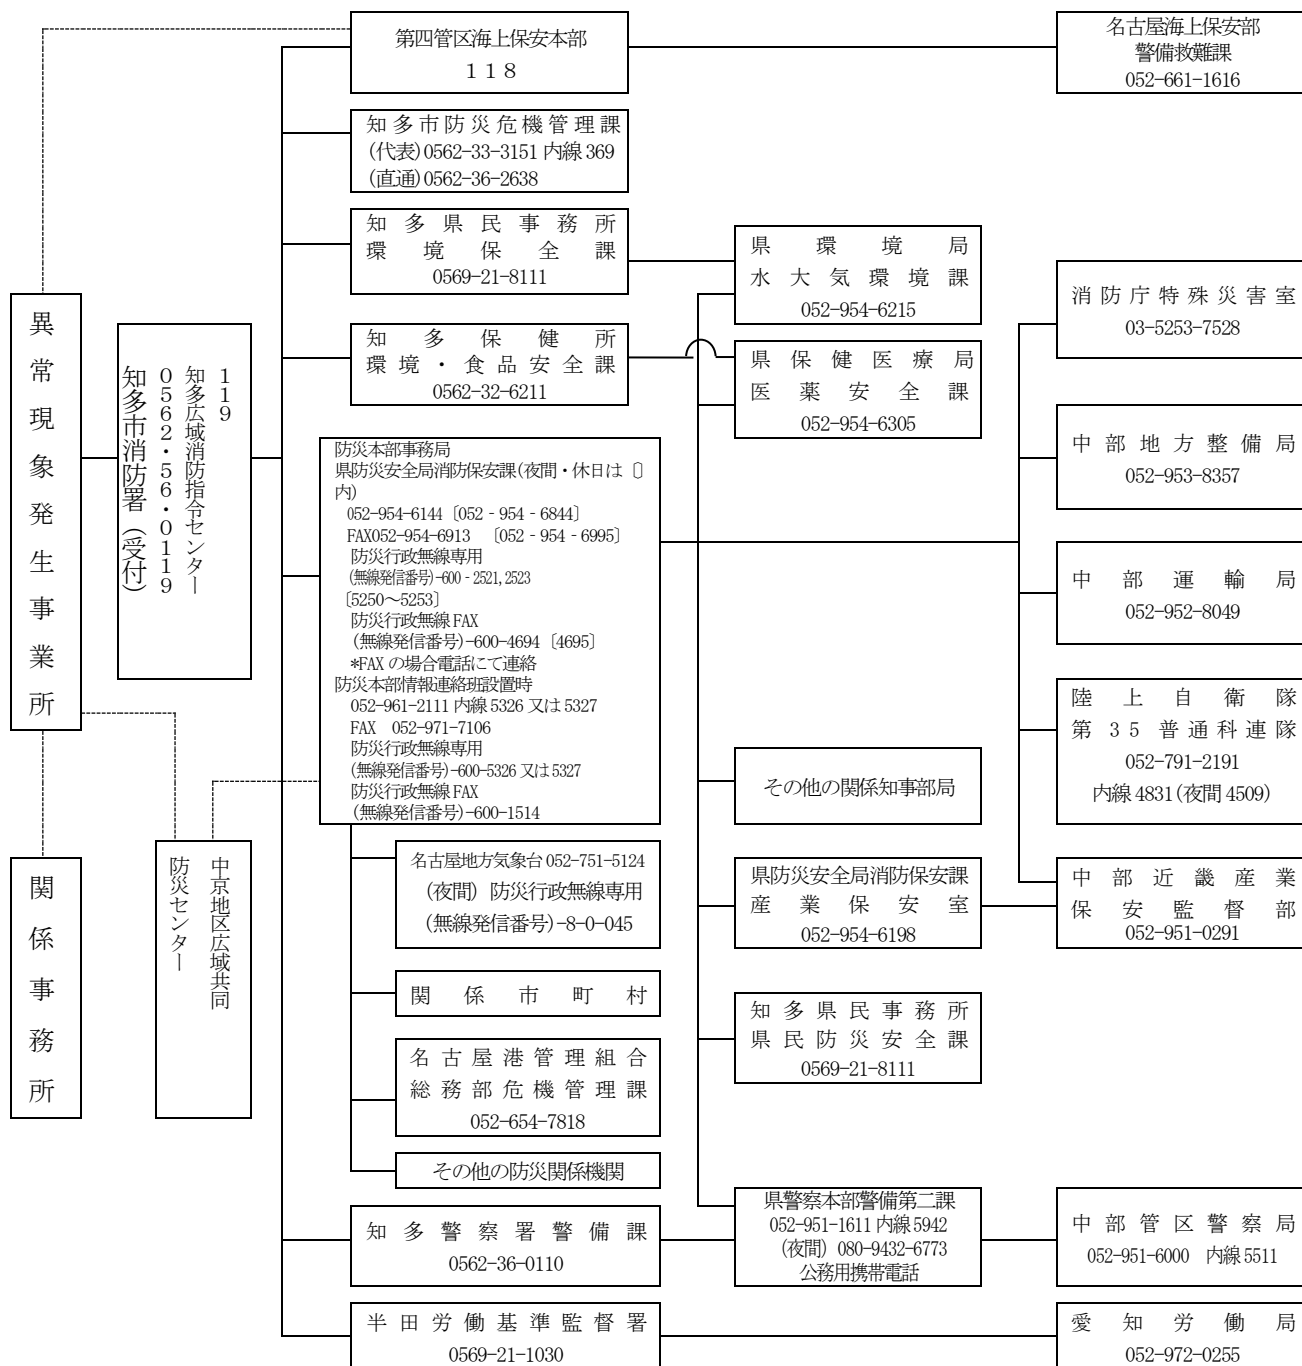 異常現象発生事業所
関係事務所
119
知多広域消防指令センター
0562・56・0119
知多市消防署（受付）
中京地区広域共同
防災センター
第四管区海上保安本部
１１８
知多市防災危機管理課
(代表)0562-33-3151 内線369
(直通)0562-36-2638
知多県民事務所
環境保全課
0569-21-8111
知多保健所
環境・食品安全課
0562-32-6211
防災本部事務局
県防災安全局消防保安課(夜間・休日は〔
内)
052-954-6144〔052‐954‐6844〕
FAX052-954-6913 〔052‐954‐6995〕
防災行政無線専用
(無線発信番号)-600‐2521,2523
〔5250～5253〕
防災行政無線FAX
(無線発信番号)-600-4694〔4695〕
*FAXの場合電話にて連絡
防災本部情報連絡班設置時
052-961-2111 内線5326又は5327
FAX 052-971-7106
防災行政無線専用
(無線発信番号)-600-5326又は5327
防災行政無線FAX
(無線発信番号)-600-1514
名古屋地方気象台052-751-5124
(夜間) 防災行政無線専用
(無線発信番号)-8-0-045
関係市町村
名古屋港管理組合
総務部危機管理課
052-654-7818
その他の防災関係機関
知多警察署警備課
0562-36-0110
半田労働基準監督署
0569-21-1030
県環境局
水大気環境課
052-954-6215
県保健医療局
医薬安全課
052-954-6305
その他の関係知事部局
県防災安全局消防保安課
産業保安室
052-954-6198
知多県民事務所
県民防災安全課
0569-21-8111
県警察本部警備第二課
052-951-1611 内線5942
(夜間) 080-9432-6773
公務用携帯電話
名古屋海上保安部
警備救難課
052-661-1616
消防庁特殊災害室
03-5253-7528
中部地方整備局
052-953-8357
中部運輸局
052-952-8049
陸上自衛隊
第35普通科連隊
052-791-2191
内線4831(夜間4509)
中部近畿産業
保安監督部
052-951-0291
中部管区警察局
052-951-6000 内線5511
愛知労働局
052-972-0255